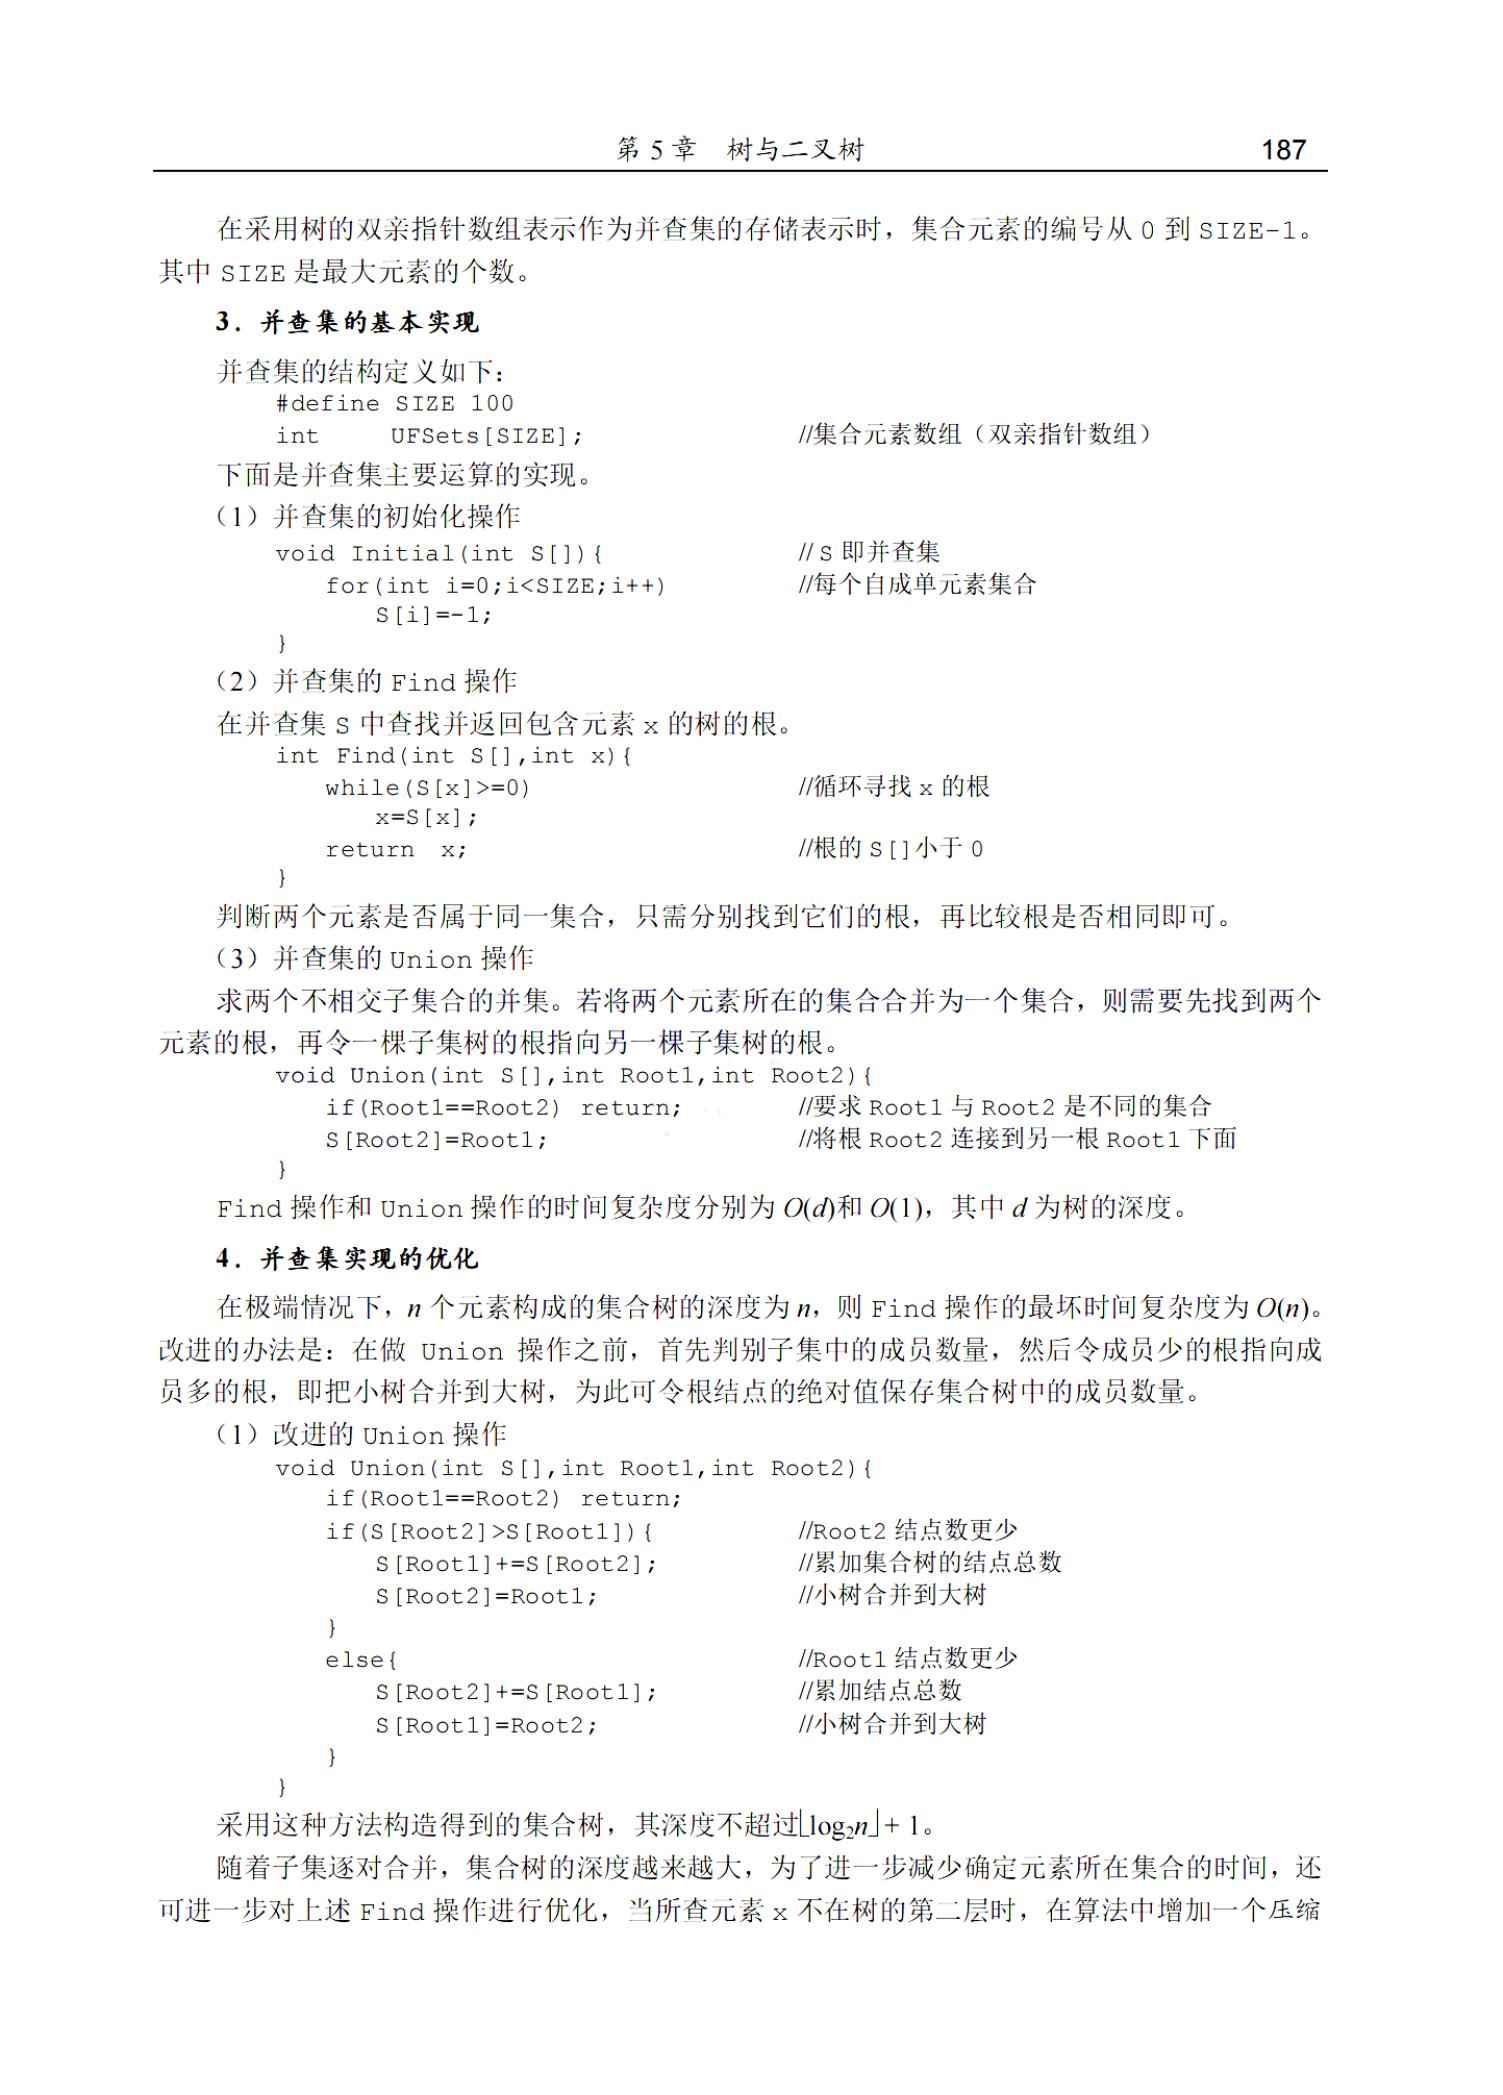 第 5 章 树与二叉树 187
在采用树的双亲指针数组表示作为并查集的存储表示时，集合元素的编号从 0 到 SIZE-1。
其中 SIZE 是最大元素的个数。
3．并查集的基本实现
并查集的结构定义如下：
#define SIZE 100
int UFSets[SIZE]; //集合元素数组（双亲指针数组）
下面是并查集主要运算的实现。
（1）并查集的初始化操作
void Initial(int S[]){ //S 即并查集
for(int i=0;i<SIZE;i++) //每个自成单元素集合
S[i]=-1;
}
（2）并查集的 Find 操作
在并查集 S 中查找并返回包含元素 x 的树的根。
int Find(int S[],int x){
while(S[x]>=0) //循环寻找 x 的根
x=S[x];
return x; //根的 S[]小于 0
}
判断两个元素是否属于同一集合，只需分别找到它们的根，再比较根是否相同即可。
（3）并查集的 Union 操作
求两个不相交子集合的并集。若将两个元素所在的集合合并为一个集合，则需要先找到两个
元素的根，再令一棵子集树的根指向另一棵子集树的根。
void Union(int S[],int Root1,int Root2){
if(Root1==Root2) return; //要求 Root1 与 Root2 是不同的集合
S[Root2]=Root1; //将根 Root2 连接到另一根 Root1 下面
}
Find 操作和 Union 操作的时间复杂度分别为 O(d)和 O(1)，其中 d 为树的深度。
4．并查集实现的优化
在极端情况下，n 个元素构成的集合树的深度为 n，则 Find 操作的最坏时间复杂度为 O(n)。
改进的办法是：在做 Union 操作之前，首先判别子集中的成员数量，然后令成员少的根指向成
员多的根，即把小树合并到大树，为此可令根结点的绝对值保存集合树中的成员数量。
（1）改进的 Union 操作
void Union(int S[],int Root1,int Root2){
if(Root1==Root2) return;
if(S[Root2]>S[Root1]){ //Root2 结点数更少
S[Root1]+=S[Root2]; //累加集合树的结点总数
S[Root2]=Root1; //小树合并到大树
}
else{ //Root1 结点数更少
S[Root2]+=S[Root1]; //累加结点总数
S[Root1]=Root2; //小树合并到大树
}
}
采用这种方法构造得到的集合树，其深度不超过⌊log₂n⌋+ 1。
随着子集逐对合并，集合树的深度越来越大，为了进一步减少确定元素所在集合的时间，还
可进一步对上述 Find 操作进行优化，当所查元素 x 不在树的第二层时，在算法中增加一个压缩